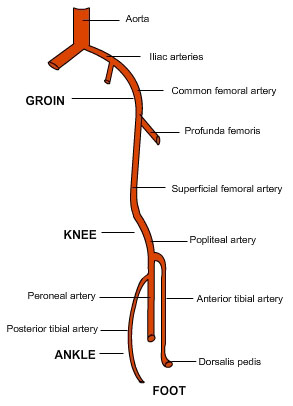 Aorta
Iliac arteries
Common femoral artery
GROIN
Profunda femoris
Superficial femoral artery
KNEE
Popliteal artery
Peroneal artery
Anterior tibial artery
Posterior tibial artery
ANKLE
Dorsalis pedis
FOOT